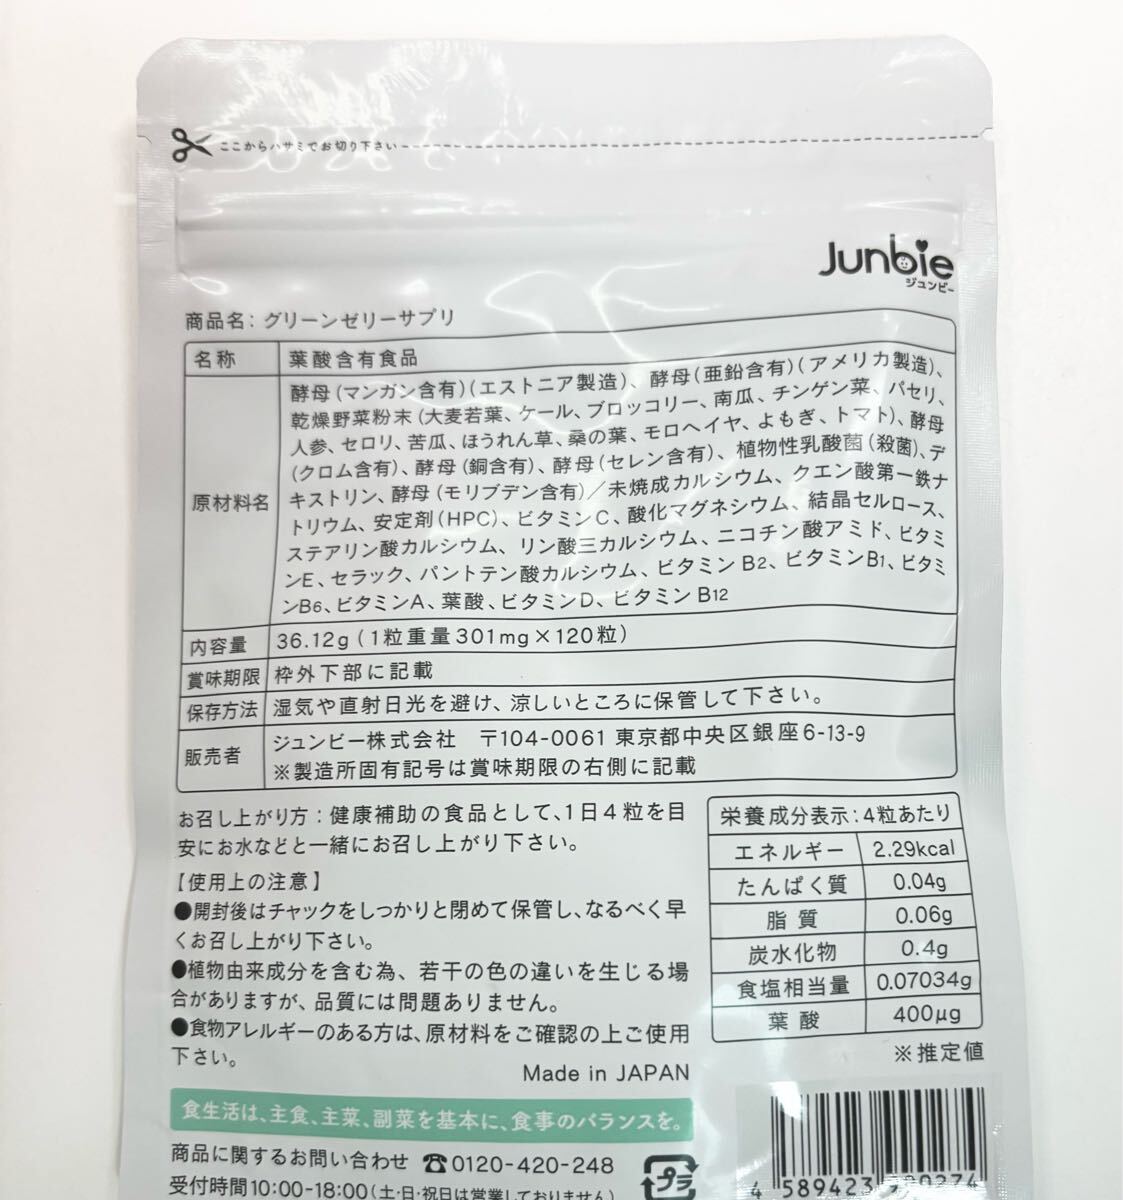 ここからハサミでお切り下さい
Junbie
ジュンビー
商品名：グリーンゼリーサプリ
名称 葉酸含有食品
原材料名
酵母(マンガン含有)(エストニア製造)、酵母(亜鉛含有)(アメリカ製造)、
乾燥野菜粉末(大麦若葉、ケール、ブロッコリー、南瓜、チンゲン菜、パセリ、
人参、セロリ、苦瓜、ほうれん草、桑の葉、モロヘイヤ、よもぎ、トマト)、酵母
(クロム含有)、酵母(銅含有)、酵母(セレン含有)、植物性乳酸菌(殺菌)、デ
キストリン、酵母(モリブデン含有)／未焼成カルシウム、クエン酸第一鉄ナ
トリウム、安定剤(HPC)、ビタミンC、酸化マグネシウム、結晶セルロース、
ステアリン酸カルシウム、リン酸三カルシウム、ニコチン酸アミド、ビタミ
ンE、セラック、パントテン酸カルシウム、ビタミンB2、ビタミンB1、ビタミ
ンB6、ビタミンA、葉酸、ビタミンD、ビタミンB12
内容量 36.12g(1粒重量301mg×120粒)
賞味期限 枠外下部に記載
保存方法 湿気や直射日光を避け、涼しいところに保管して下さい。
販売者 ジュンビー株式会社 〒104-0061 東京都中央区銀座6-13-9
※製造所固有記号は賞味期限の右側に記載
お召し上がり方：健康補助の食品として、1日4粒を目
安にお水などと一緒にお召し上がり下さい。
【使用上の注意】
●開封後はチャックをしっかりと閉めて保管し、なるべく早
くお召し上がり下さい。
●植物由来成分を含む為、若干の色の違いを生じる場
合がありますが、品質には問題ありません。
●食物アレルギーのある方は、原材料をご確認の上ご使用
下さい。
Made in JAPAN
栄養成分表示：4粒あたり
エネルギー 2.29kcal
たんぱく質 0.04g
脂質 0.06g
炭水化物 0.4g
食塩相当量 0.07034g
葉酸 400μg
※推定値
食生活は、主食、主菜、副菜を基本に、食事のバランスを。
商品に関するお問い合わせ ☎0120-420-248
受付時間10:00-18:00(土・日・祝日は営業しておりません)
プラ
4 589423